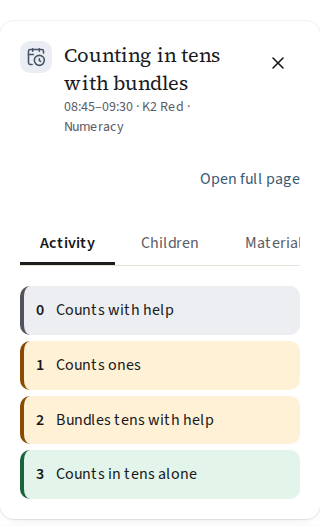 Counting in tens
with bundles
08:45–09:30 · K2 Red ·
Numeracy
Open full page
Activity
Children
Material
0 Counts with help
1 Counts ones
2 Bundles tens with help
3 Counts in tens alone